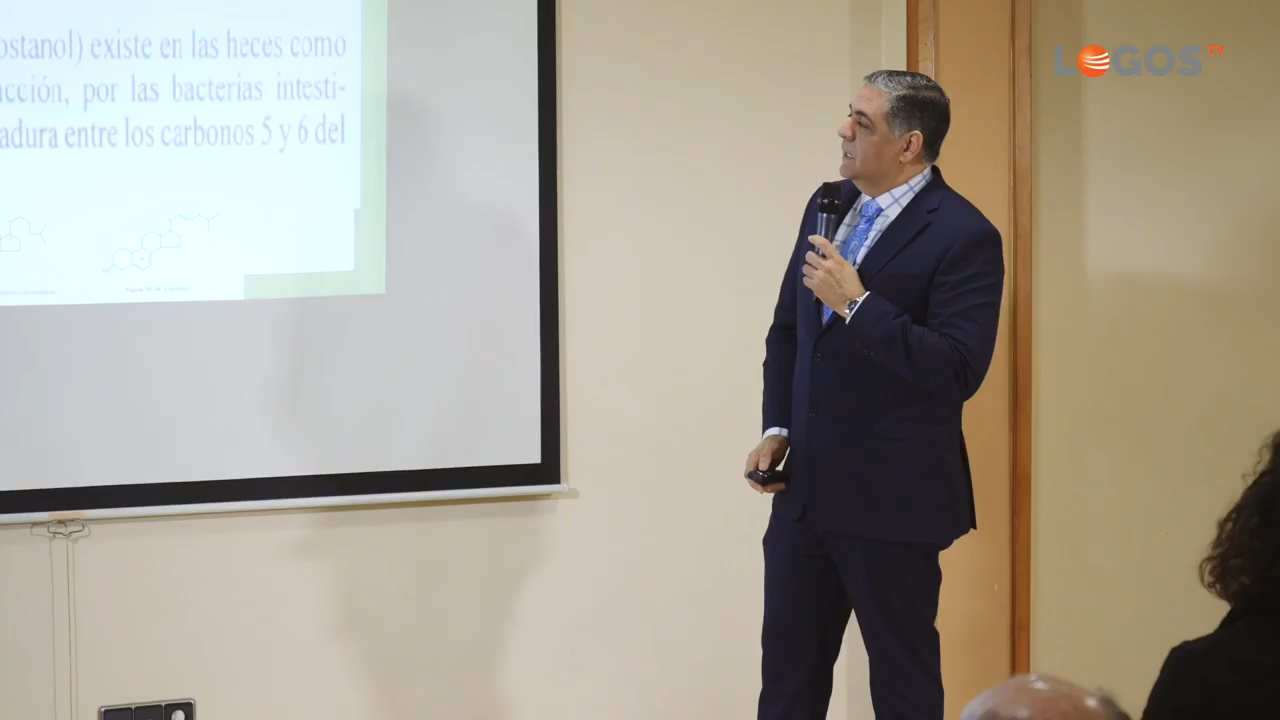 ostanol) existe en las heces como
cción, por las bacterias intesti-
adura entre los carbonos 5 y 6 del
LOGOS TV